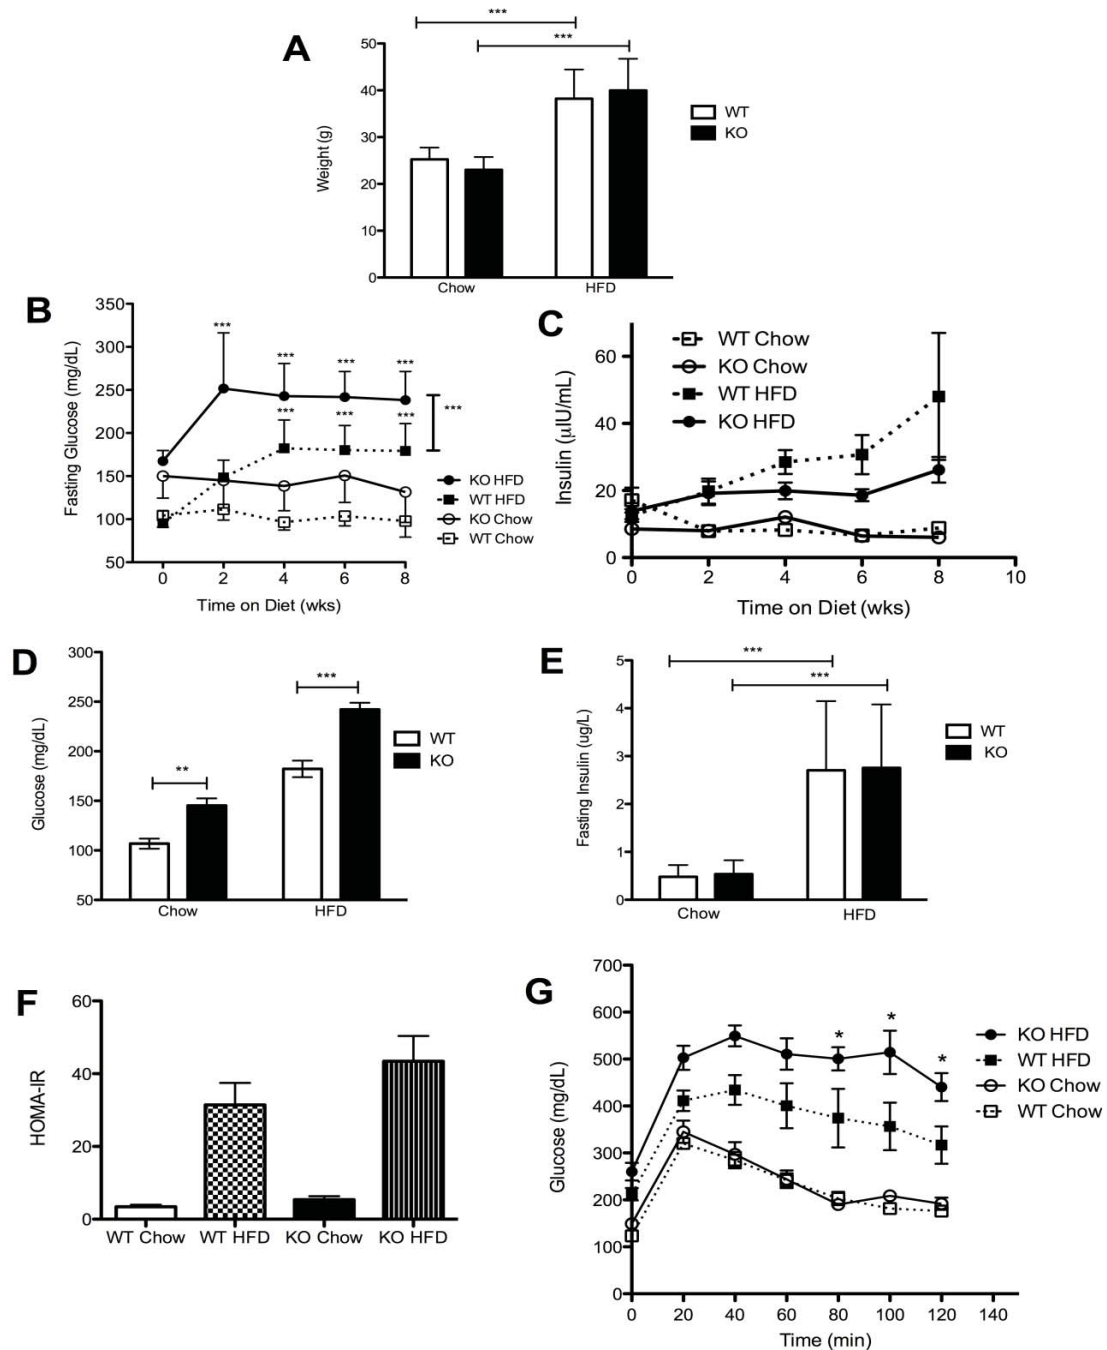 A
***
***
50
40
30
20
10
0
Weight (g)
Chow
HFD
WT
KO
B
350
300
250
200
150
100
50
Fasting Glucose (mg/dL)
***
***
***
***
***
***
***
***
0
2
4
6
8
Time on Diet (wks)
KO HFD
WT HFD
KO Chow
WT Chow
C
60
40
20
0
Insulin (μIU/mL)
WT Chow
KO Chow
WT HFD
KO HFD
0
2
4
6
8
10
Time on Diet (wks)
D
300
250
200
150
100
50
Glucose (mg/dL)
**
***
Chow
HFD
WT
KO
E
***
***
5
4
3
2
1
0
Fasting Insulin (ug/L)
Chow
HFD
WT
KO
F
60
40
20
0
HOMA-IR
WT Chow
WT HFD
KO Chow
KO HFD
G
700
600
500
400
300
200
100
0
Glucose (mg/dL)
*
*
*
KO HFD
WT HFD
KO Chow
WT Chow
0
20
40
60
80
100
120
140
Time (min)